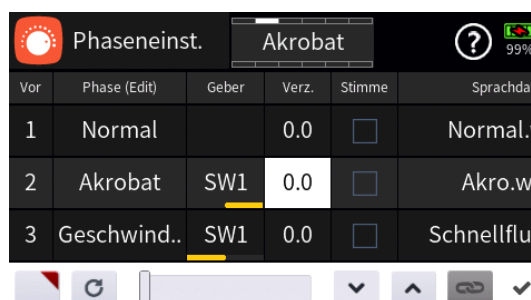 Phaseneinst. Akrobat ? 99%
Vor Phase (Edit) Geber Verz. Stimme Sprachda
1 Normal 0.0 Normal.
2 Akrobat SW1 0.0 Akro.w
3 Geschwind.. SW1 0.0 Schnellflu